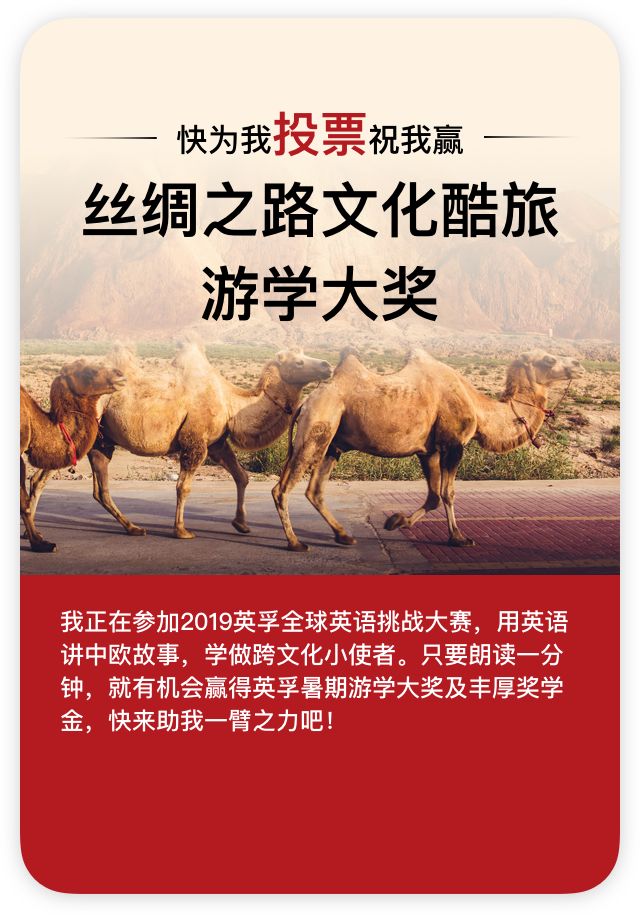 快为我投票祝我赢
丝绸之路文化酷旅
游学大奖
我正在参加2019英孚全球英语挑战大赛，用英语
讲中欧故事，学做跨文化小使者。只要朗读一分
钟，就有机会赢得英孚暑期游学大奖及丰厚奖学
金，快来助我一臂之力吧！